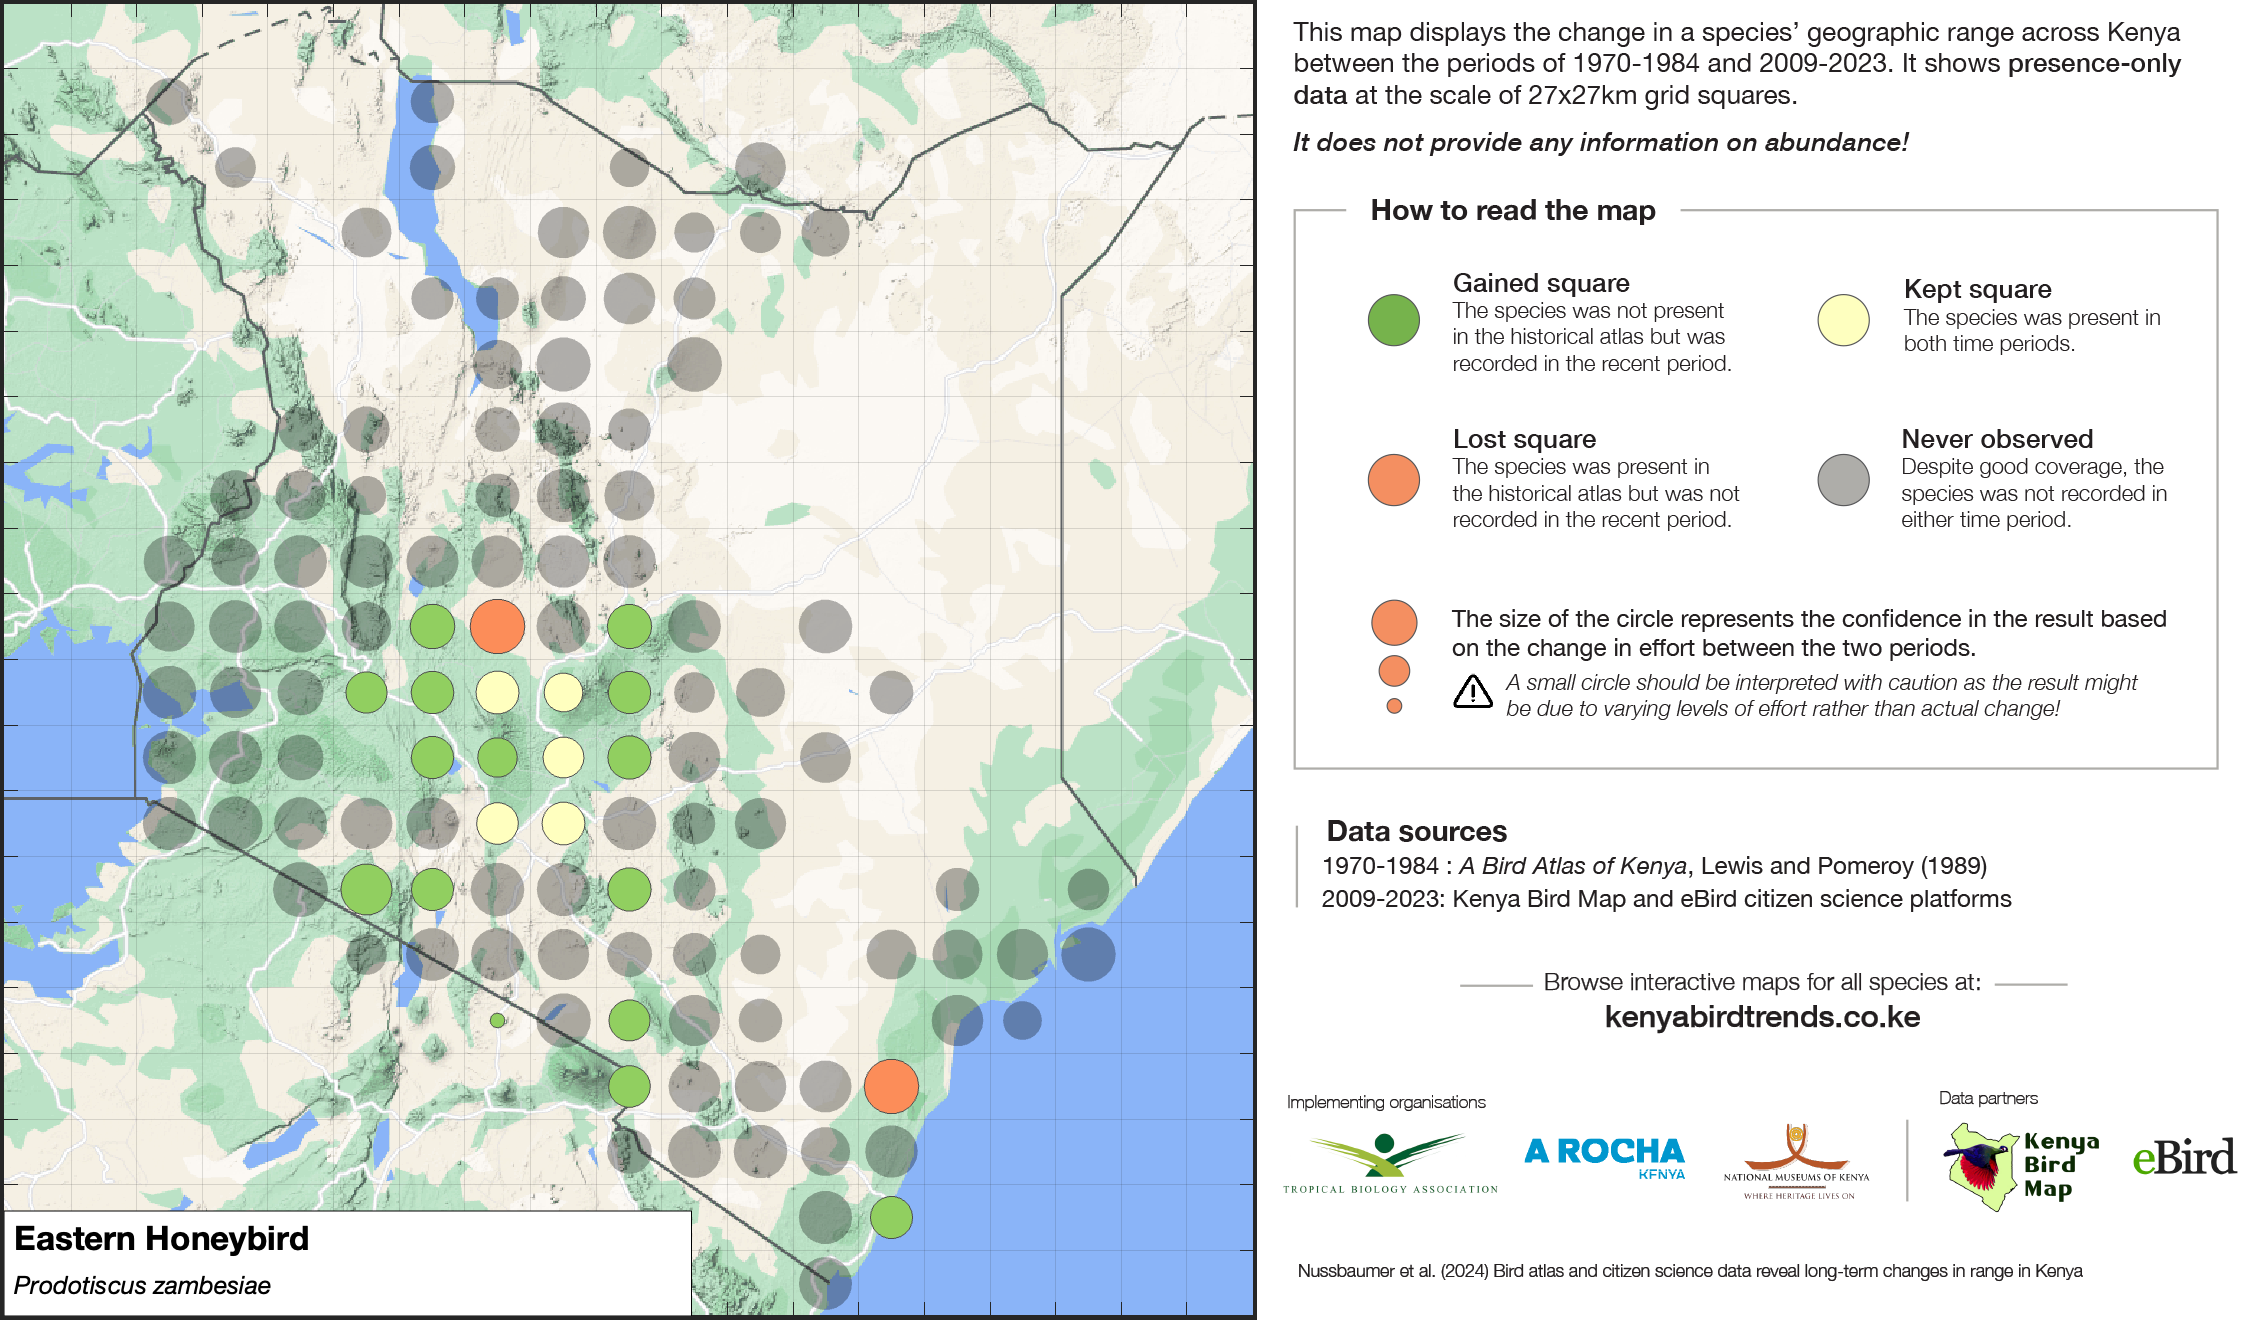 This map displays the change in a species’ geographic range across Kenya
between the periods of 1970-1984 and 2009-2023. It shows presence-only
data at the scale of 27x27km grid squares.
It does not provide any information on abundance!
How to read the map
Gained square
The species was not present
in the historical atlas but was
recorded in the recent period.
Kept square
The species was present in
both time periods.
Lost square
The species was present in
the historical atlas but was not
recorded in the recent period.
Never observed
Despite good coverage, the
species was not recorded in
either time period.
The size of the circle represents the confidence in the result based
on the change in effort between the two periods.
A small circle should be interpreted with caution as the result might
be due to varying levels of effort rather than actual change!
Data sources
1970-1984 : A Bird Atlas of Kenya, Lewis and Pomeroy (1989)
2009-2023: Kenya Bird Map and eBird citizen science platforms
Browse interactive maps for all species at:
kenyabirdtrends.co.ke
Implementing organisations
Data partners
TROPICAL BIOLOGY ASSOCIATION
A ROCHA
KENYA
NATIONAL MUSEUMS OF KENYA
WHERE HERITAGE LIVES ON
Kenya
Bird
Map
eBird
Eastern Honeybird
Prodotiscus zambesiae
Nussbaumer et al. (2024) Bird atlas and citizen science data reveal long-term changes in range in Kenya